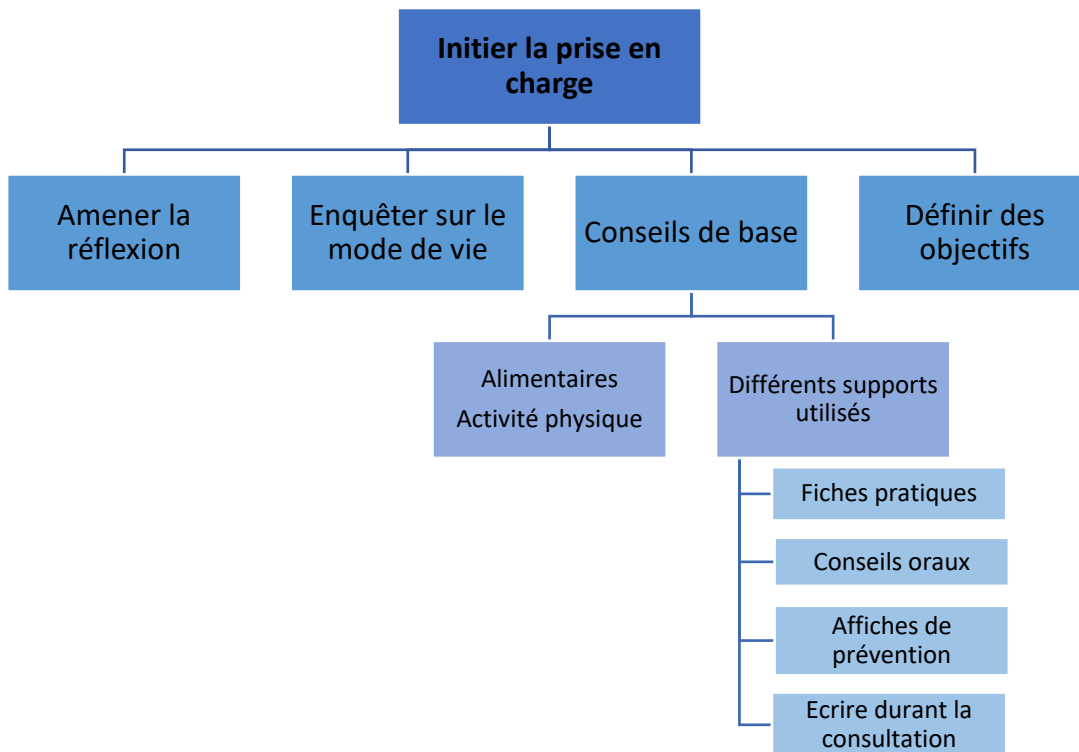 Initier la prise en
charge
Amener la
réflexion
Enquêter sur le
mode de vie
Conseils de base
Définir des
objectifs
Alimentaires
Activité physique
Différents supports
utilisés
Fiches pratiques
Conseils oraux
Affiches de
prévention
Ecrire durant la
consultation